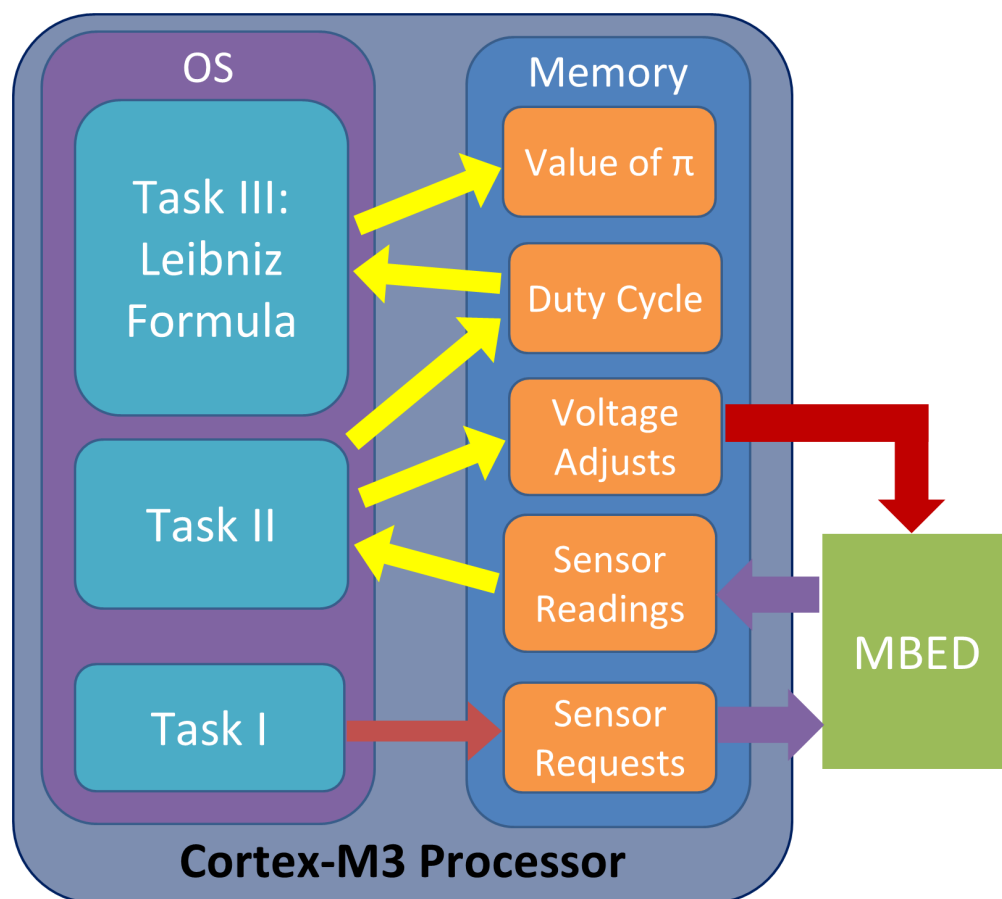 OS
Task III:
Leibniz
Formula
Task II
Task I
Memory
Value of π
Duty Cycle
Voltage
Adjusts
Sensor
Readings
Sensor
Requests
MBED
Cortex-M3 Processor